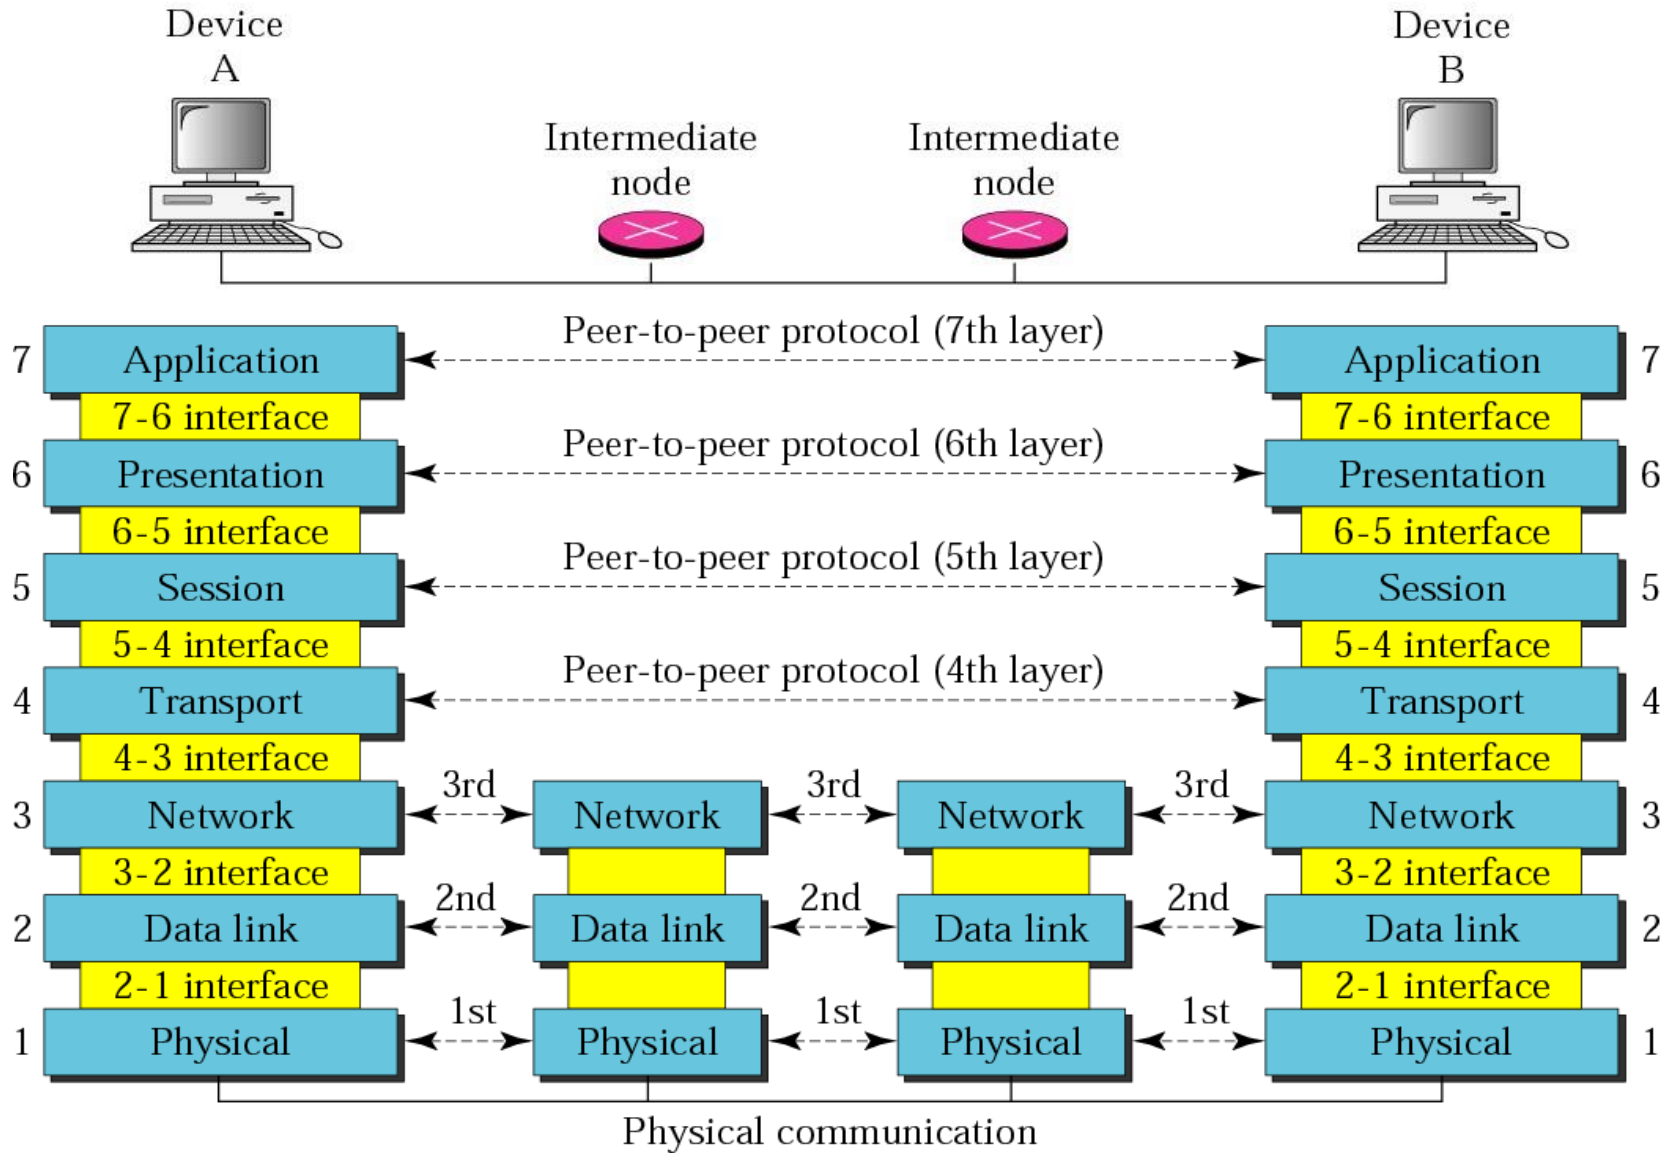 Device
A
Device
B
Intermediate
node
Intermediate
node
Peer-to-peer protocol (7th layer)
7
Application
Application
7
7-6 interface
7-6 interface
Peer-to-peer protocol (6th layer)
6
Presentation
Presentation
6
6-5 interface
6-5 interface
Peer-to-peer protocol (5th layer)
5
Session
Session
5
5-4 interface
5-4 interface
Peer-to-peer protocol (4th layer)
4
Transport
Transport
4
4-3 interface
4-3 interface
3rd
3rd
3rd
3
Network
Network
Network
Network
3
3-2 interface
3-2 interface
2nd
2nd
2nd
2
Data link
Data link
Data link
Data link
2
2-1 interface
2-1 interface
1st
1st
1st
1
Physical
Physical
Physical
Physical
1
Physical communication